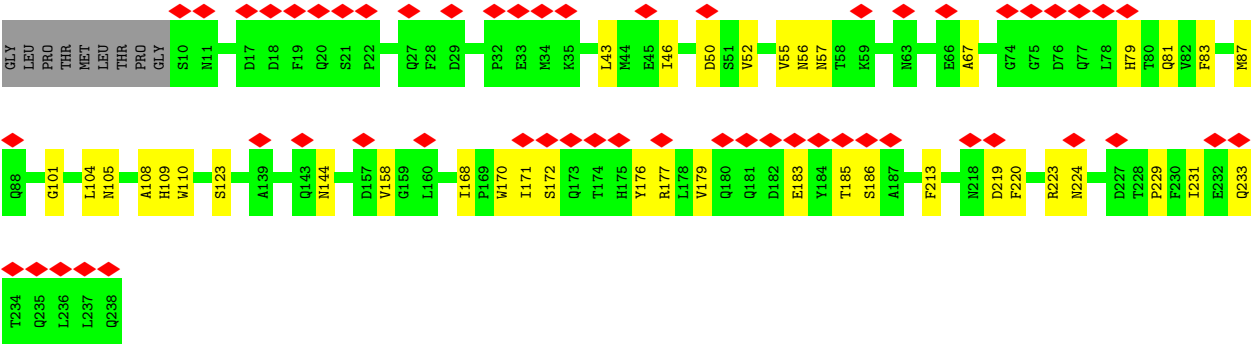 GLY LEU PRO THR MET LEU THR PRO GLY S10 N11 D17 D18 F19 Q20 S21 P22 Q27 F28 D29 P32 E33 M34 K35 L43 M44 E45 I46 D50 S51 V52 V55 N56 N57 T58 K59 N63 E66 A67 G74 G75 D76 Q77 L78 H79 T80 Q81 V82 F83 M87
Q88 G101 L104 N105 A108 H109 W110 S123 A139 Q143 N144 D157 V158 G159 L160 I168 P169 W170 I171 S172 Q173 T174 H175 Y176 R177 L178 V179 Q180 Q181 D182 E183 Y184 T185 S186 A187 F213 N218 D219 F220 R223 N224 D227 T228 P229 F230 I231 E232 Q233
T234 Q235 L236 L237 Q238